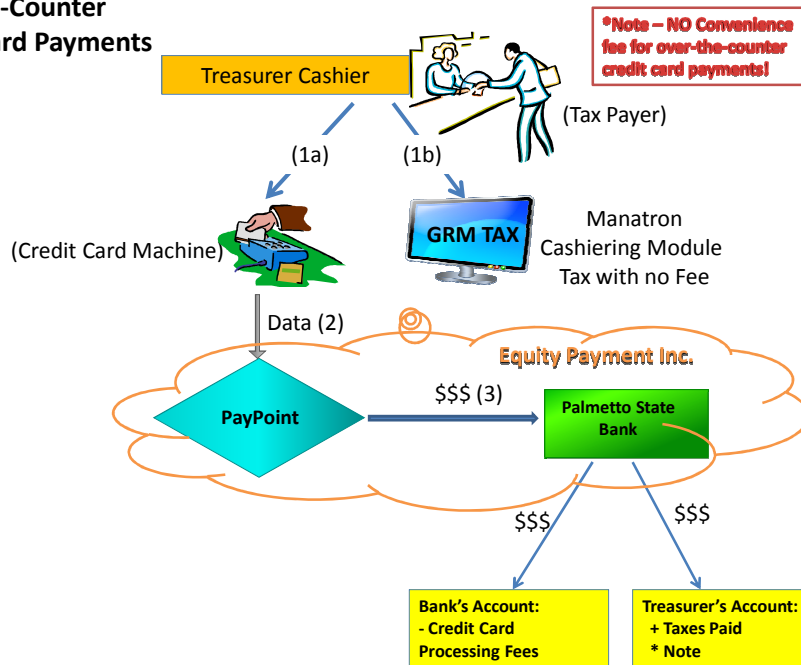 -Counter
ard Payments
*Note – NO Convenience
fee for over-the-counter
credit card payments!
Treasurer Cashier
(Tax Payer)
(1a)
(1b)
(Credit Card Machine)
GRM TAX
Manatron
Cashiering Module
Tax with no Fee
Data (2)
Equity Payment Inc.
PayPoint
$$$ (3)
Palmetto State
Bank
$$$
$$$
Bank's Account:
- Credit Card
Processing Fees
Treasurer's Account:
+ Taxes Paid
* Note